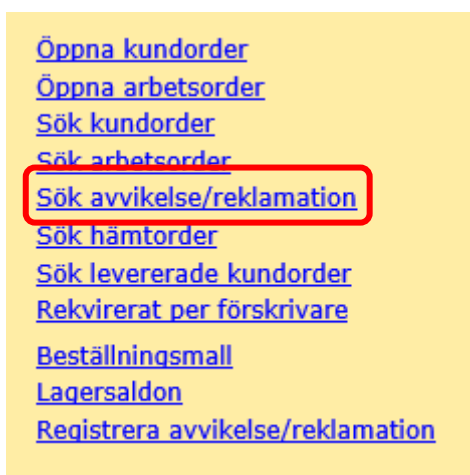 Öppna kundorder
Öppna arbetsorder
Sök kundorder
Sök arbetsorder
Sök avvikelse/reklamation
Sök hämtorder
Sök levererade kundorder
Rekvirerat per förskrivare
Beställningsmall
Lagersaldon
Registrera avvikelse/reklamation